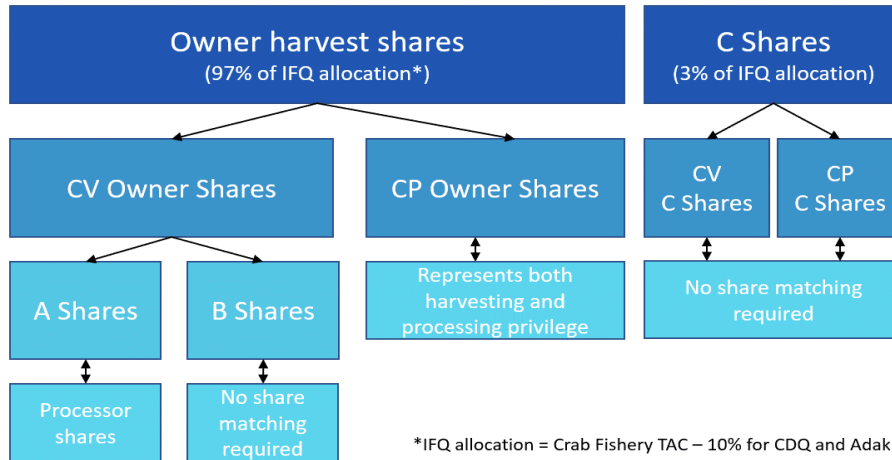 Owner harvest shares
(97% of IFQ allocation*)
C Shares
(3% of IFQ allocation)
CV Owner Shares
CP Owner Shares
CV
C Shares
CP
C Shares
A Shares
B Shares
Represents both
harvesting and
processing privilege
No share matching
required
Processor
shares
No share
matching
required
*IFQ allocation = Crab Fishery TAC – 10% for CDQ and Adak